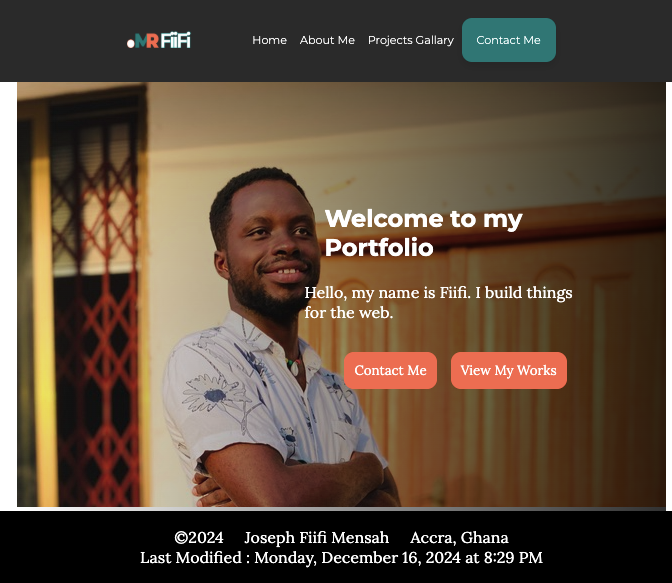 MR FiiFi
Home About Me Projects Gallary Contact Me
Welcome to my
Portfolio
Hello, my name is Fiifi. I build things
for the web.
Contact Me View My Works
©2024 Joseph Fiifi Mensah Accra, Ghana
Last Modified : Monday, December 16, 2024 at 8:29 PM